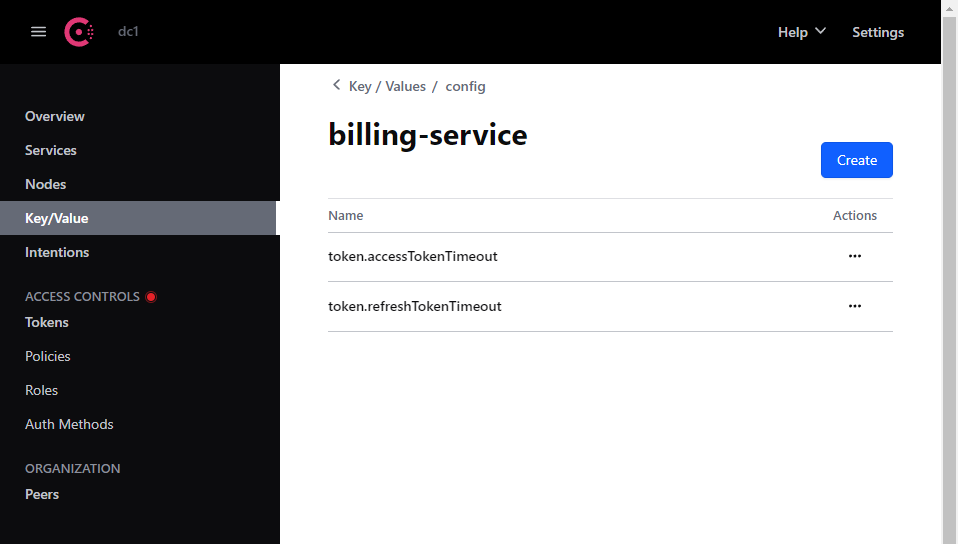 dc1
Help
Settings
Overview
Services
Nodes
Key/Value
Intentions
ACCESS CONTROLS
Tokens
Policies
Roles
Auth Methods
ORGANIZATION
Peers
Key / Values / config
billing-service
Create
Name Actions
token.accessTokenTimeout
token.refreshTokenTimeout